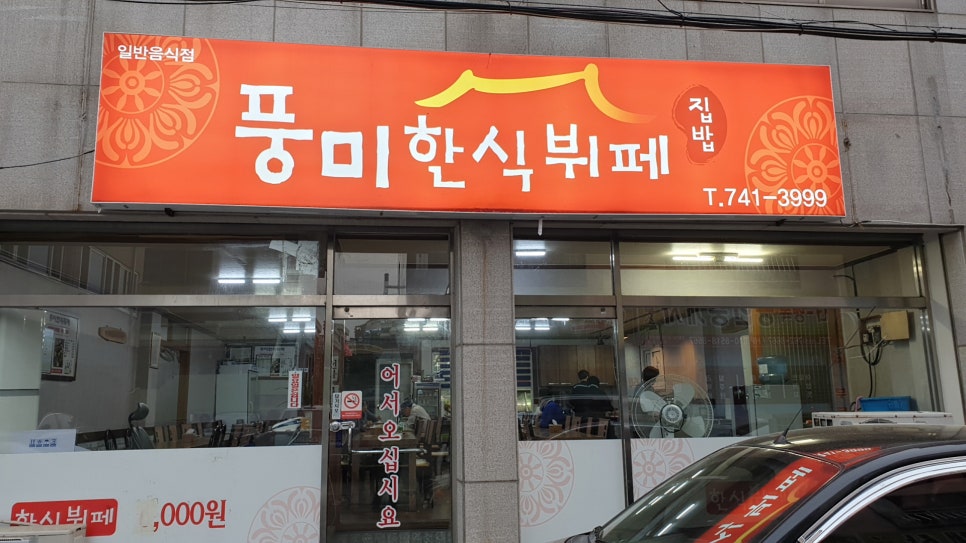 일반음식점
풍미한식뷔페
집밥
T.741-3999
어서오십시요
한식뷔페
,000원